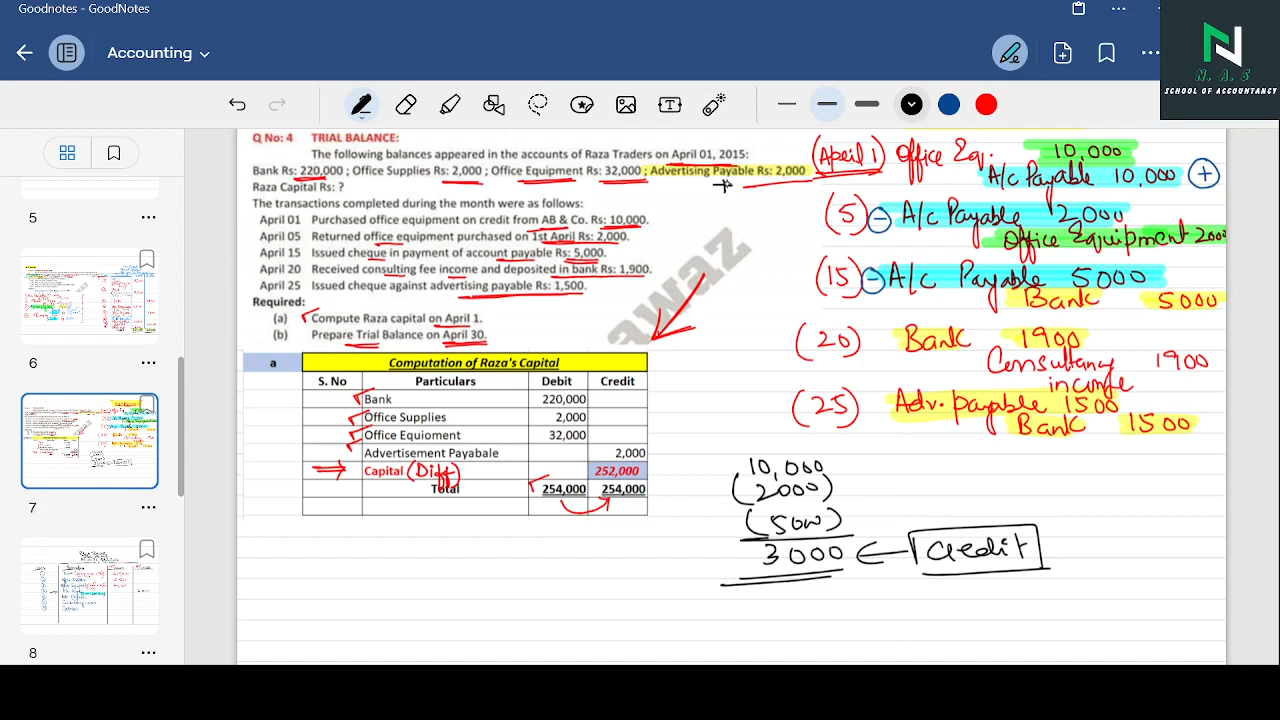 Goodnotes - GoodNotes
Accounting
N. A. S
SCHOOL OF ACCOUNTANCY
5
6
7
8
Q No: 4 TRIAL BALANCE:
The following balances appeared in the accounts of Raza Traders on April 01, 2015:
Bank Rs: 220,000 ; Office Supplies Rs: 2,000 ; Office Equipment Rs: 32,000 ; Advertising Payable Rs: 2,000
Raza Capital Rs: ?
The transactions completed during the month were as follows:
April 01 Purchased office equipment on credit from AB & Co. Rs: 10,000.
April 05 Returned office equipment purchased on 1st April Rs: 2,000.
April 15 Issued cheque in payment of account payable Rs: 5,000.
April 20 Received consulting fee income and deposited in bank Rs: 1,900.
April 25 Issued cheque against advertising payable Rs: 1,500.
Required:
(a) Compute Raza capital on April 1.
(b) Prepare Trial Balance on April 30.
awaz
a Computation of Raza's Capital
S. No Particulars Debit Credit
Bank 220,000
Office Supplies 2,000
Office Equioment 32,000
Advertisement Payabale 2,000
Capital (Diff) 252,000
Total 254,000 254,000
(April 1) Office Eq. 10,000
A/c Payable 10,000 +
(5) - A/c Payable 2,000
Office Equipment 2000
(15) - A/c Payable 5000
Bank 5000
(20) Bank 1900
Consultancy 1900
income
(25) Adv. payable 1500
Bank 1500
10,000
(2000)
(5000)
3000 ← Credit